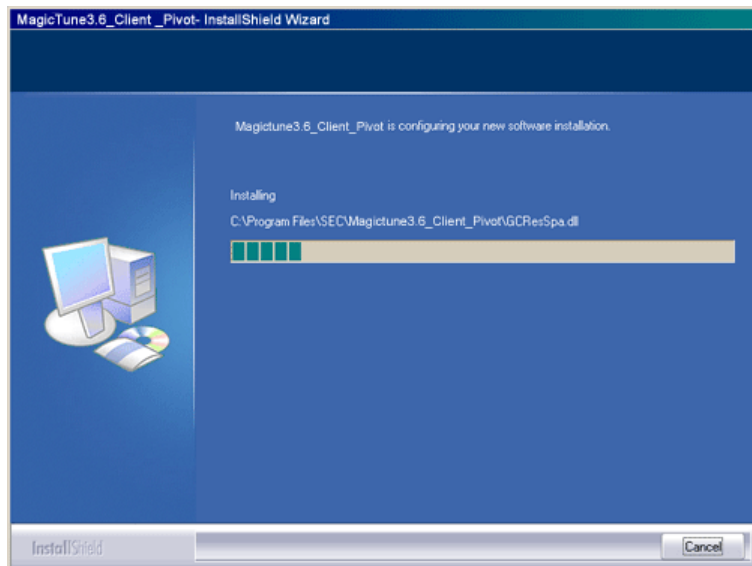 MagicTune3.6_Client _Pivot- InstallShield Wizard
Magictune3.6_Client_Pivot is configuring your new software installation.
Installing
C:\Program Files\SEC\Magictune3.6_Client_Pivot\GCResSpa.dll
InstallShield
Cancel